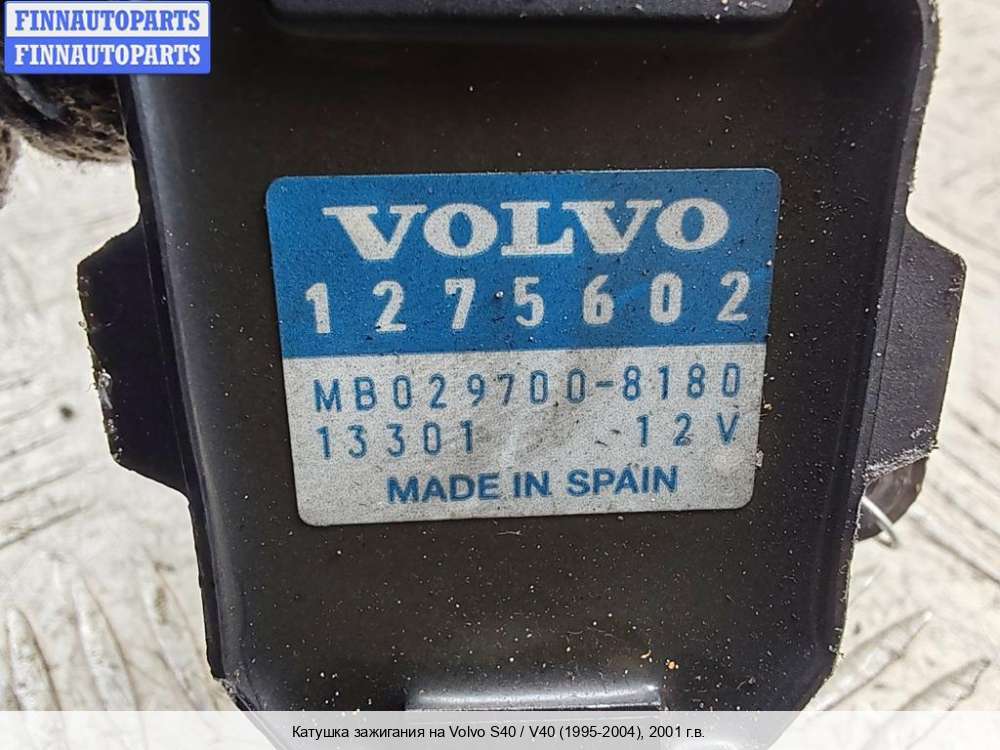 FINNAUTOPARTS
FINNAUTOPARTS
VOLVO
1275602
MB029700-8180
13301 12V
MADE IN SPAIN
Катушка зажигания на Volvo S40 / V40 (1995-2004), 2001 г.в.